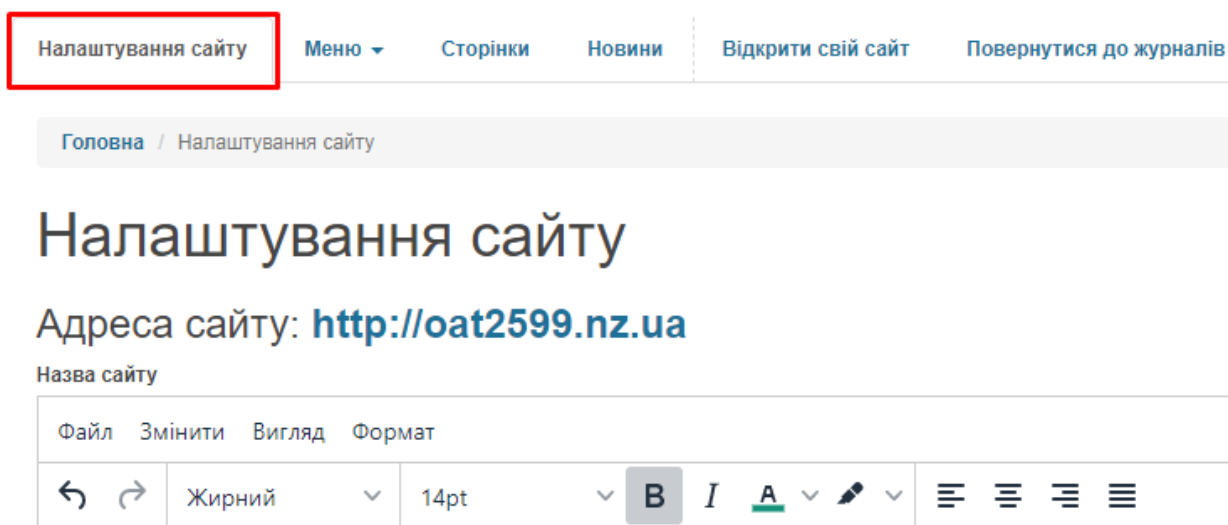 Налаштування сайту Меню Сторінки Новини Відкрити свій сайт Повернутися до журналів
Головна / Налаштування сайту
Налаштування сайту
Адреса сайту: http://oat2599.nz.ua
Назва сайту
Файл Змінити Вигляд Формат
Жирний 14pt B I A